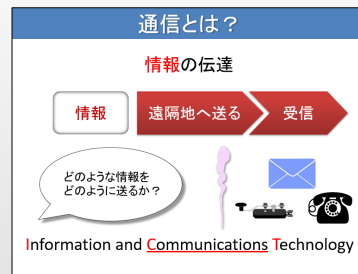 通信とは？
情報の伝達
情報
遠隔地へ送る
受信
どのような情報を
どのように送るか？
Information and Communications Technology